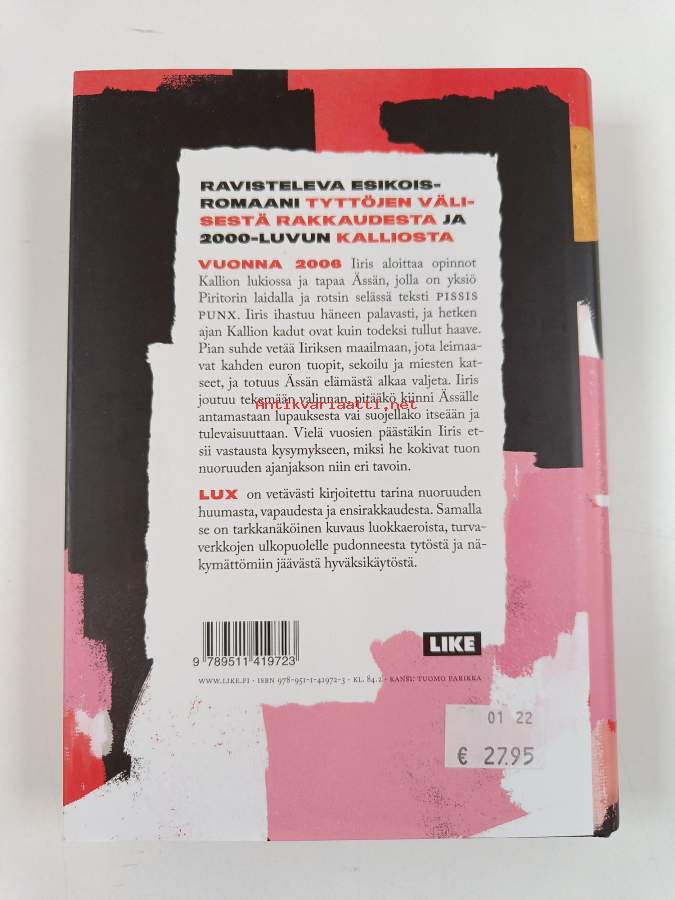 RAVISTELEVA ESIKOIS-
ROMAANI TYTTÖJEN VÄLI-
SESTÄ RAKKAUDESTA JA
2000-LUVUN KALLIOSTA
VUONNA 2006 Iiris aloittaa opinnot
Kallion lukiossa ja tapaa Ässän, jolla on yksiö
Piritorin laidalla ja rotsin selässä teksti PISSIS
PUNX. Iiris ihastuu häneen palavasti, ja hetken
ajan Kallion kadut ovat kuin todeksi tullut haave.
Pian suhde vetää Iiriksen maailmaan, jota leimaa-
vat kahden euron tuopit, sekoilu ja miesten kat-
seet, ja totuus Ässän elämästä alkaa valjeta. Iiris
joutuu tekemään valinnan, pitääkö kiinni Ässälle
Antikvariaatti.net
antamastaan lupauksesta vai suojellako itseään ja
tulevaisuuttaan. Vielä vuosien päästäkin Iiris et-
sii vastausta kysymykseen, miksi he kokivat tuon
nuoruuden ajanjakson niin eri tavoin.
LUX on vetävästi kirjoitettu tarina nuoruuden
huumasta, vapaudesta ja ensirakkaudesta. Samalla
se on tarkkanäköinen kuvaus luokkaeroista, turva-
verkkojen ulkopuolelle pudonneesta tytöstä ja nä-
kymättömiin jäävästä hyväksikäytöstä.
9 789511 419723
LIKE
WWW.LIKE.FI · ISBN 978-951-1-41972-3 · KL. 84.2 · KANSI: TUOMO PARIKKA
01 22
€ 27.95